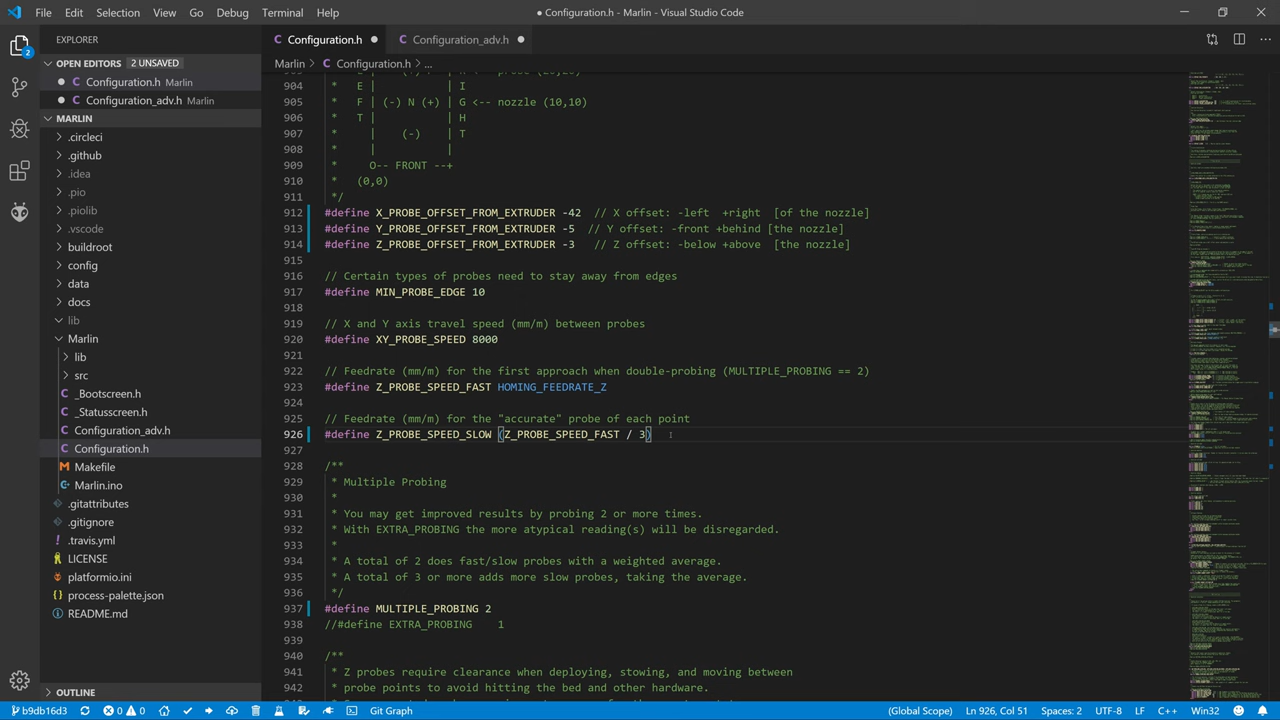 File Edit Selection View Go Debug Terminal Help
● Configuration.h - Marlin - Visual Studio Code
EXPLORER
OPEN EDITORS 2 UNSAVED
Configuration.h Marlin
Configuration_adv.h Marlin
MARLIN
.circleci
.github
.idea
.pio
.piolib
.vscode
buildroot
config
data
docs
lib
Marlin
lib
src
_Bootscreen.h
_Statusscreen.h
Configuration_adv.h
Configuration.h
Makefile
Marlin.ino
.gitattributes
.gitignore
.travis.yml
LICENSE
platformio.ini
process-palette.json
README.md
OUTLINE
Configuration.h
Configuration_adv.h
Marlin > Configuration.h > ...
904 * E | | I
905 * F | (-) N (+) | G <-- nozzle (10,10)
906 * T | | H
907 * | (-) | T
908 * | |
909 * O-- FRONT --+
910 * (0,0)
911 */
912 #define X_PROBE_OFFSET_FROM_EXTRUDER -42 // X offset: -left +right [of the nozzle]
913 // Y offset: -front +behind [the nozzle]
914 #define Z_PROBE_OFFSET_FROM_EXTRUDER -3 // Z offset: -below +above [the nozzle]
915
916 // Certain types of probes need to stay away from edges
917 #define MIN_PROBE_EDGE 10
918
919 // X and Y axis travel speed (mm/m) between probes
920 #define XY_PROBE_SPEED 8000
921
922 // Feedrate (mm/m) for the first approach when double-probing (MULTIPLE_PROBING == 2)
923 #define Z_PROBE_SPEED_FAST HOMING_FEEDRATE_Z
924
925 // Feedrate (mm/m) for the "accurate" probe of each point
926 #define Z_PROBE_SPEED_SLOW (Z_PROBE_SPEED_FAST / 3)
927
928 /**
929 * Multiple Probing
930 *
931 * You may get improved results by probing 2 or more times.
932 * With EXTRA_PROBING the more atypical reading(s) will be disregarded.
933 *
934 * A total of 2 does fast/slow probes with a weighted average.
935 * A total of 3 or more adds more slow probes, taking the average.
936 */
937 #define MULTIPLE_PROBING 2
938 //#define EXTRA_PROBING
939
940 /**
941 * Z probes require clearance when deploying, stowing, and moving between
942 * probe points to avoid hitting the bed and other hardware.
b9db16d3 0 0 Git Graph
(Global Scope) Ln 926, Col 51 Spaces: 2 UTF-8 LF C++ Win32